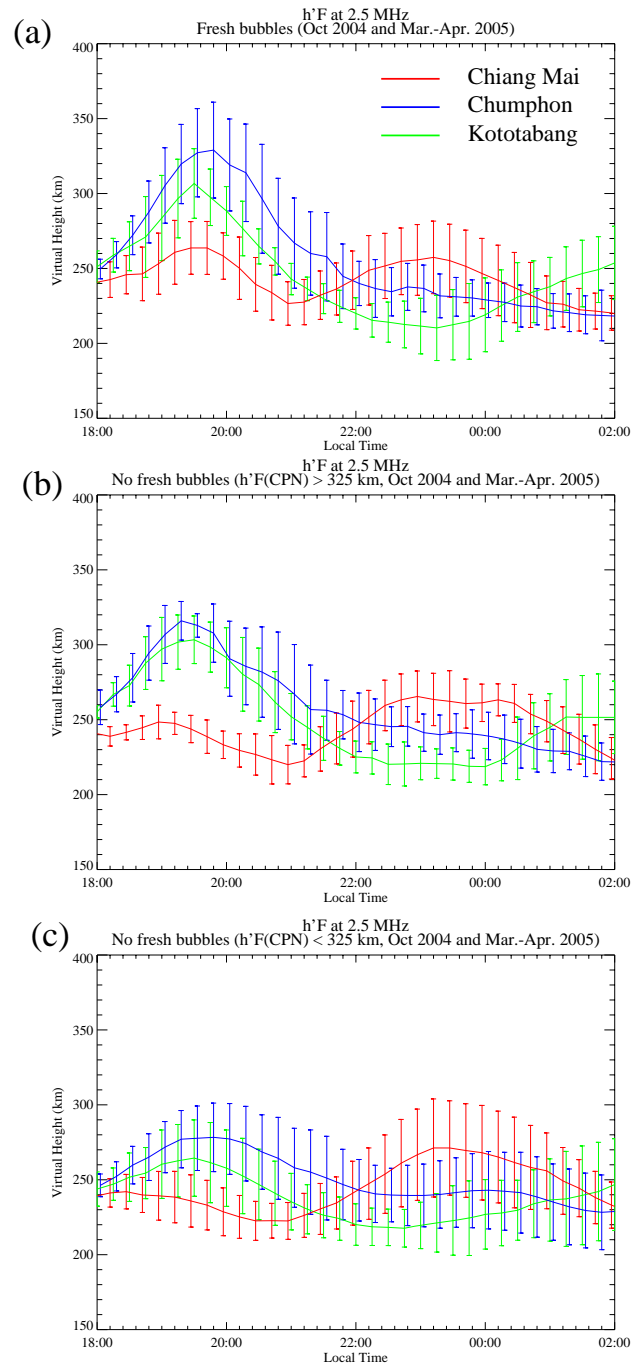 (a)
h'F at 2.5 MHz
Fresh bubbles (Oct 2004 and Mar.-Apr. 2005)
400
350
300
250
200
150
Virtual Height (km)
Chiang Mai
Chumphon
Kototabang
18:00 20:00 22:00 00:00 02:00
Local Time
(b)
h'F at 2.5 MHz
No fresh bubbles (h'F(CPN) > 325 km, Oct 2004 and Mar.-Apr. 2005)
400
350
300
250
200
150
Virtual Height (km)
18:00 20:00 22:00 00:00 02:00
Local Time
(c)
h'F at 2.5 MHz
No fresh bubbles (h'F(CPN) < 325 km, Oct 2004 and Mar.-Apr. 2005)
400
350
300
250
200
150
Virtual Height (km)
18:00 20:00 22:00 00:00 02:00
Local Time